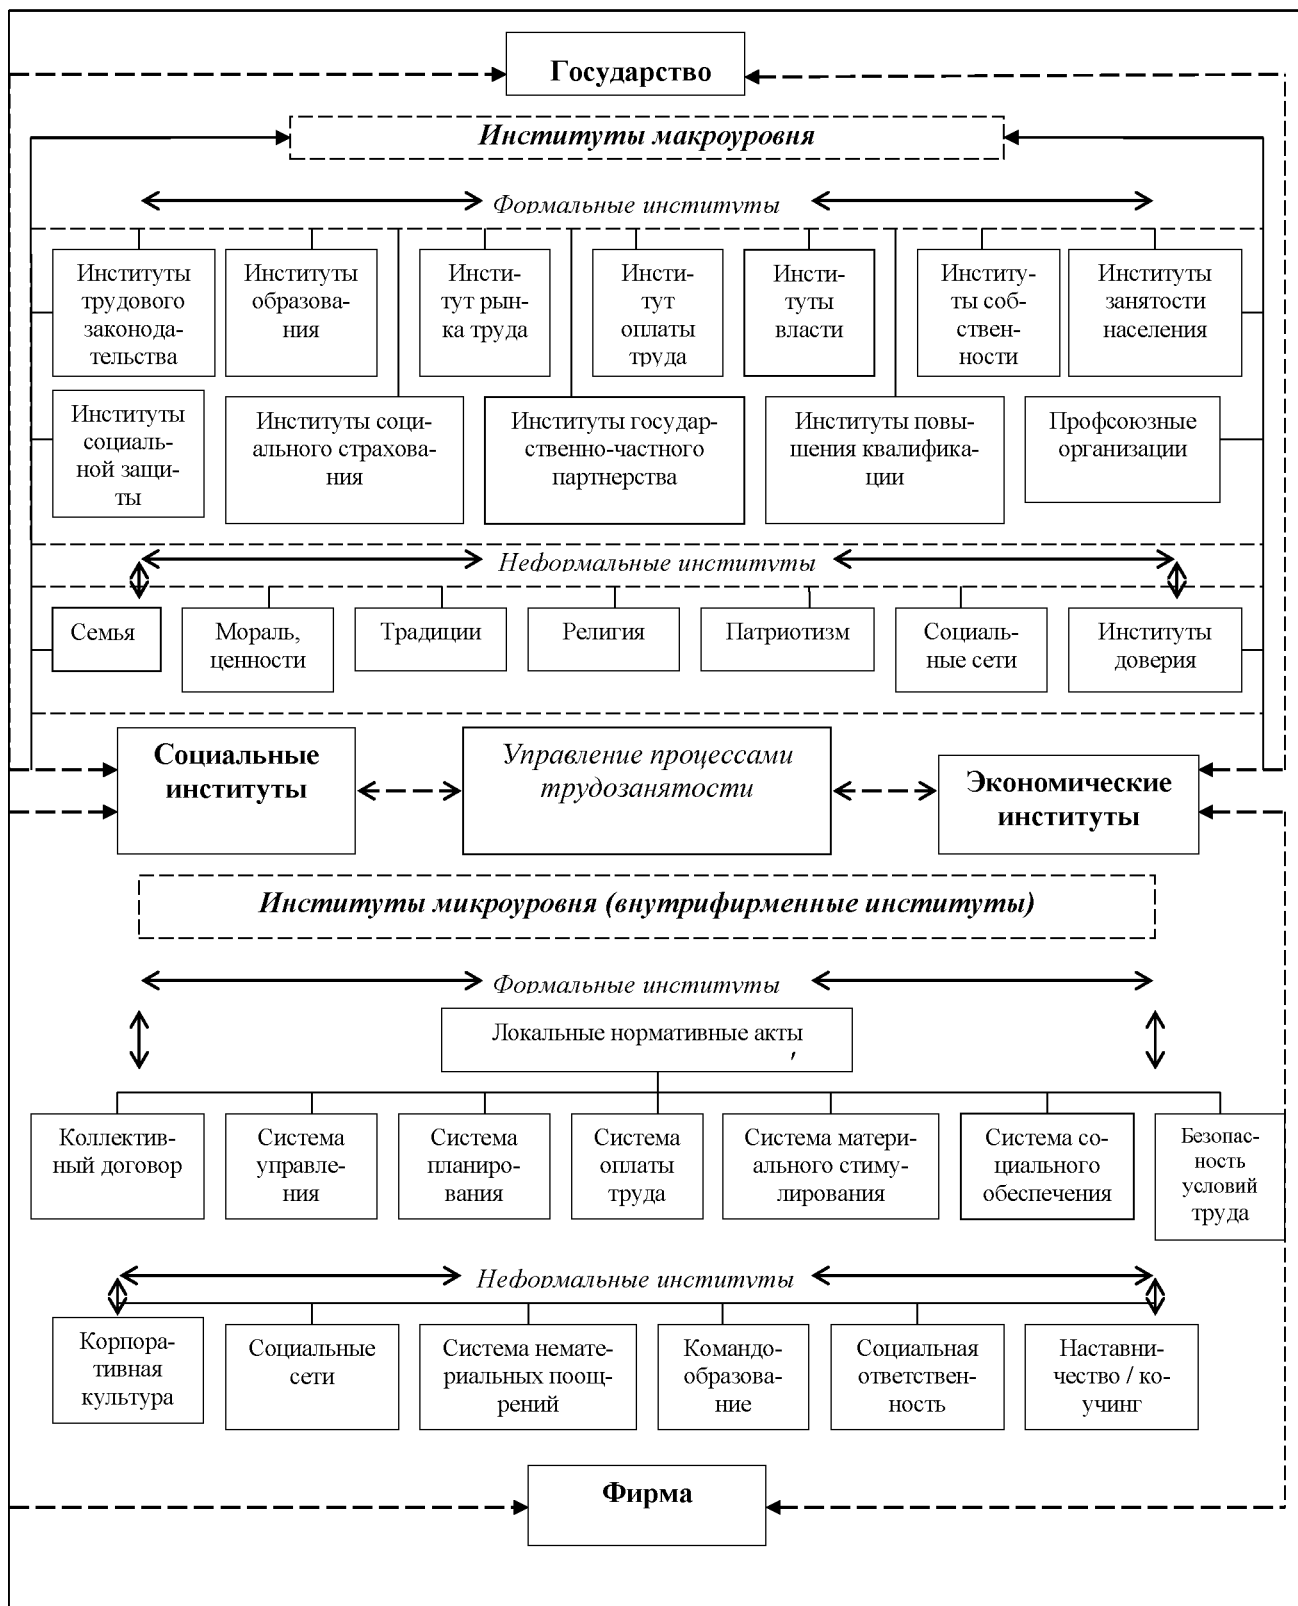 Государство
Институты макроуровня
Формальные институты
Институты
трудового
законода-
тельства
Институты
образова-
ния
Инсти-
тут рын-
ка труда
Инсти-
тут
оплаты
труда
Инсти-
туты
власти
Институ-
ты соб-
ствен-
ности
Институты
занятости
населения
Институты
социаль-
ной защи-
ты
Институты соци-
ального страхова-
ния
Институты государ-
ственно-частного
партнерства
Институты повы-
шения квалифика-
ции
Профсоюзные
организации
Неформальные институты
Семья
Мораль,
ценности
Традиции
Религия
Патриотизм
Социаль-
ные сети
Институты
доверия
Социальные
институты
Управление процессами
трудозанятости
Экономические
институты
Институты микроуровня (внутрифирменные институты)
Формальные институты
Локальные нормативные акты
Коллектив-
ный договор
Система
управле-
ния
Система
планиро-
вания
Система
оплаты
труда
Система матери-
ального стиму-
лирования
Система со-
циального
обеспечения
Безопас-
ность
условий
труда
Неформальные институты
Корпора-
тивная
культура
Социальные
сети
Система немате-
риальных поощ-
рений
Командо-
образова-
ние
Социальная
ответствен-
ность
Наставни-
чество / ко-
учинг
Фирма